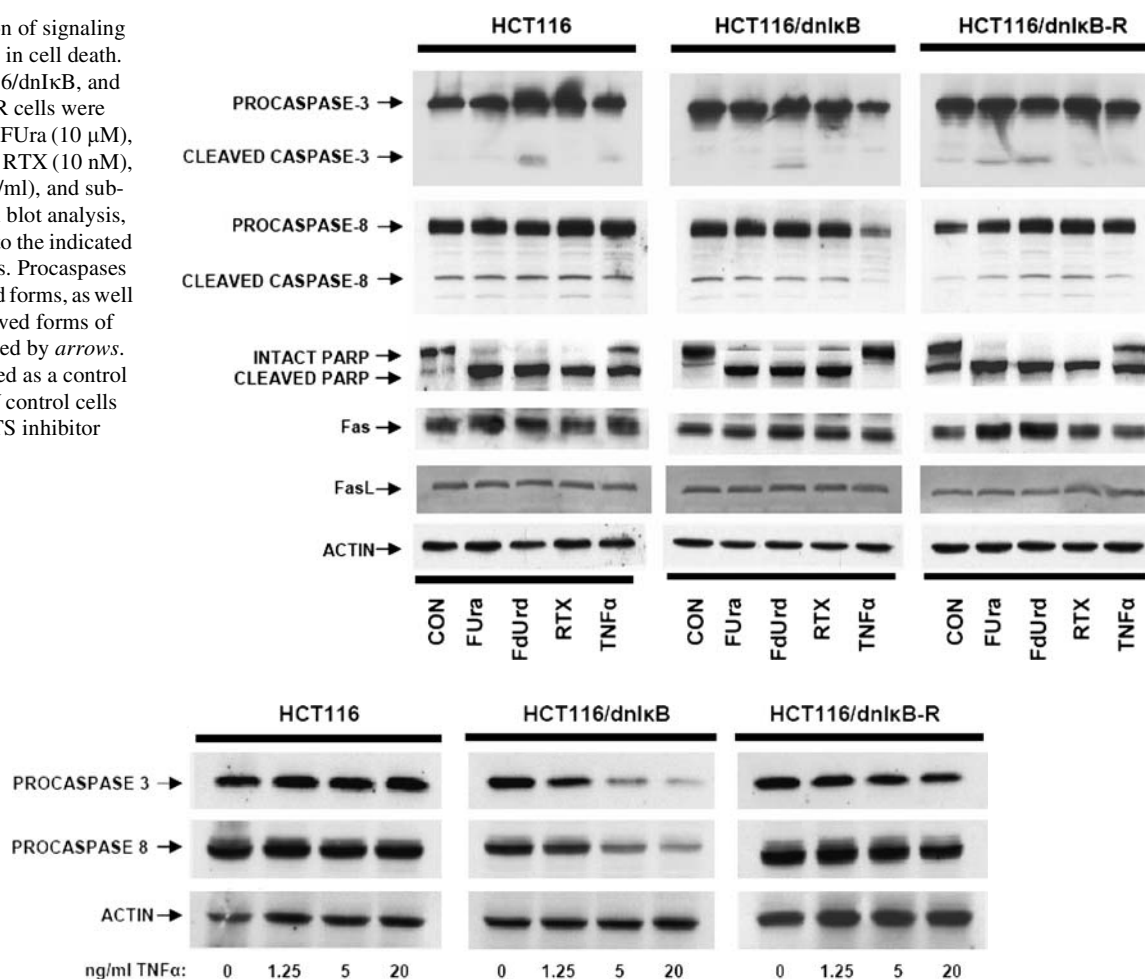 n of signaling
in cell death.
6/dnIκB, and
R cells were
FUra (10 μM),
RTX (10 nM),
/ml), and sub-
blot analysis,
o the indicated
s. Procaspases
d forms, as well
ved forms of
ed by arrows.
ed as a control
control cells
TS inhibitor
HCT116 HCT116/dnIκB HCT116/dnIκB-R
PROCASPASE-3
CLEAVED CASPASE-3
PROCASPASE-8
CLEAVED CASPASE-8
INTACT PARP
CLEAVED PARP
Fas
FasL
ACTIN
CON FUra FdUrd RTX TNFα CON FUra FdUrd RTX TNFα CON FUra FdUrd RTX TNFα
HCT116 HCT116/dnIκB HCT116/dnIκB-R
PROCASPASE 3
PROCASPASE 8
ACTIN
ng/ml TNFα: 0 1.25 5 20 0 1.25 5 20 0 1.25 5 20